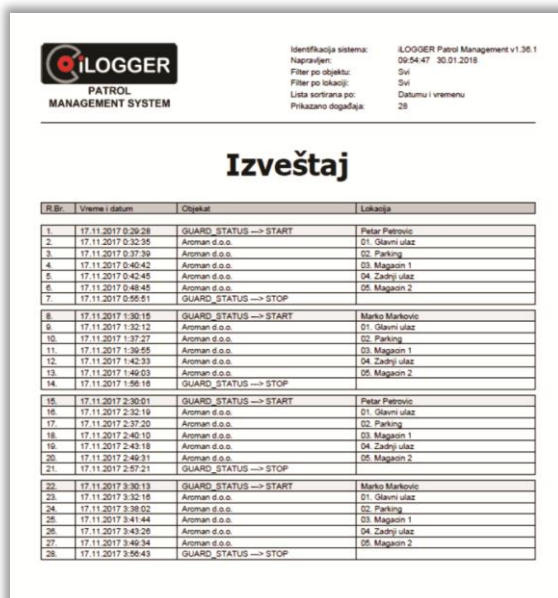 iLOGGER
PATROL
MANAGEMENT SYSTEM
Identifikacija sistema: iLOGGER Patrol Management v1.36.1
Napravljen: 09:54:47 30.01.2018
Filter po objektu: Svi
Filter po lokaciji: Svi
Lista sortirana po: Datumu i vremenu
Prikazano događaja: 28
Izveštaj
R.Br. Vreme i datum Objekat Lokacija
1. 17.11.2017 0:29:28 GUARD_STATUS ---> START Petar Petrovic
2. 17.11.2017 0:32:35 Aroman d.o.o. 01. Glavni ulaz
3. 17.11.2017 0:37:39 Aroman d.o.o. 02. Parking
4. 17.11.2017 0:40:42 Aroman d.o.o. 03. Magacin 1
5. 17.11.2017 0:42:45 Aroman d.o.o. 04. Zadnji ulaz
6. 17.11.2017 0:48:45 Aroman d.o.o. 05. Magacin 2
7. 17.11.2017 0:55:51 GUARD_STATUS ---> STOP
8. 17.11.2017 1:30:15 GUARD_STATUS ---> START Marko Markovic
9. 17.11.2017 1:32:12 Aroman d.o.o. 01. Glavni ulaz
10. 17.11.2017 1:37:27 Aroman d.o.o. 02. Parking
11. 17.11.2017 1:39:55 Aroman d.o.o. 03. Magacin 1
12. 17.11.2017 1:42:33 Aroman d.o.o. 04. Zadnji ulaz
13. 17.11.2017 1:49:03 Aroman d.o.o. 05. Magacin 2
14. 17.11.2017 1:56:16 GUARD_STATUS ---> STOP
15. 17.11.2017 2:30:01 GUARD_STATUS ---> START Petar Petrovic
16. 17.11.2017 2:32:19 Aroman d.o.o. 01. Glavni ulaz
17. 17.11.2017 2:37:20 Aroman d.o.o. 02. Parking
18. 17.11.2017 2:40:10 Aroman d.o.o. 03. Magacin 1
19. 17.11.2017 2:43:18 Aroman d.o.o. 04. Zadnji ulaz
20. 17.11.2017 2:49:31 Aroman d.o.o. 05. Magacin 2
21. 17.11.2017 2:57:21 GUARD_STATUS ---> STOP
22. 17.11.2017 3:30:13 GUARD_STATUS ---> START Marko Markovic
23. 17.11.2017 3:32:16 Aroman d.o.o. 01. Glavni ulaz
24. 17.11.2017 3:38:02 Aroman d.o.o. 02. Parking
25. 17.11.2017 3:41:44 Aroman d.o.o. 03. Magacin 1
26. 17.11.2017 3:43:26 Aroman d.o.o. 04. Zadnji ulaz
27. 17.11.2017 3:49:34 Aroman d.o.o. 05. Magacin 2
28. 17.11.2017 3:56:43 GUARD_STATUS ---> STOP